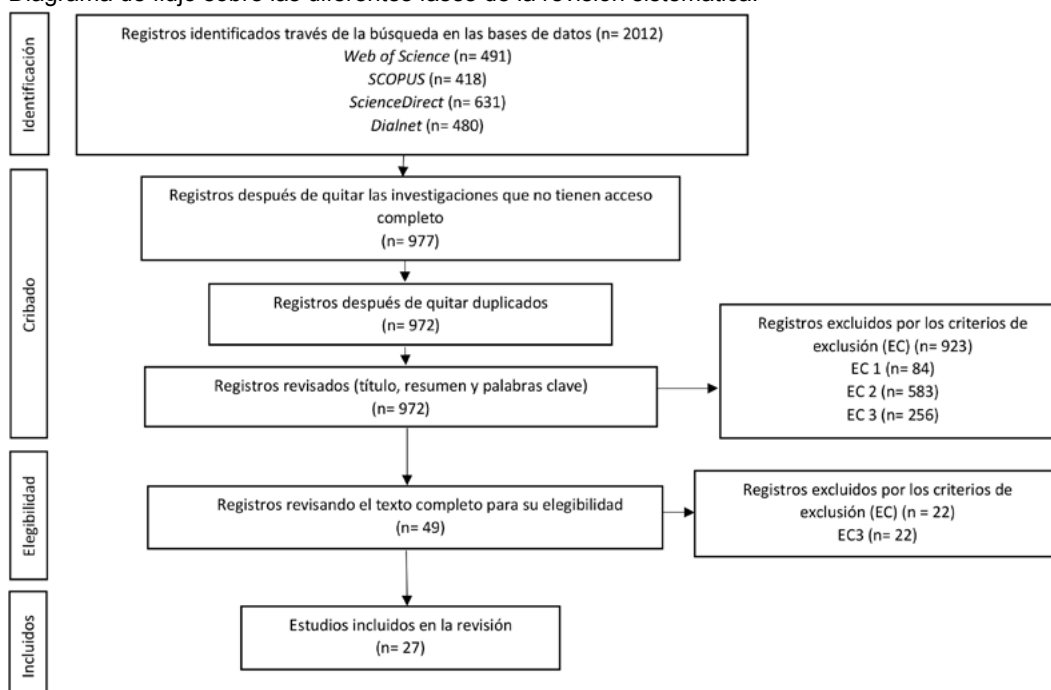 Diagrama de flujo sobre las diferentes fases de la revisión sistemática.
Identificación
Registros identificados través de la búsqueda en las bases de datos (n= 2012)
Web of Science (n= 491)
SCOPUS (n= 418)
ScienceDirect (n= 631)
Dialnet (n= 480)
Cribado
Registros después de quitar las investigaciones que no tienen acceso
completo
(n= 977)
Registros después de quitar duplicados
(n= 972)
Registros revisados (título, resumen y palabras clave)
(n= 972)
Registros excluidos por los criterios de
exclusión (EC) (n= 923)
EC 1 (n= 84)
EC 2 (n= 583)
EC 3 (n= 256)
Elegibilidad
Registros revisando el texto completo para su elegibilidad
(n= 49)
Registros excluidos por los criterios de
exclusión (EC) (n = 22)
EC3 (n= 22)
Incluidos
Estudios incluidos en la revisión
(n= 27)